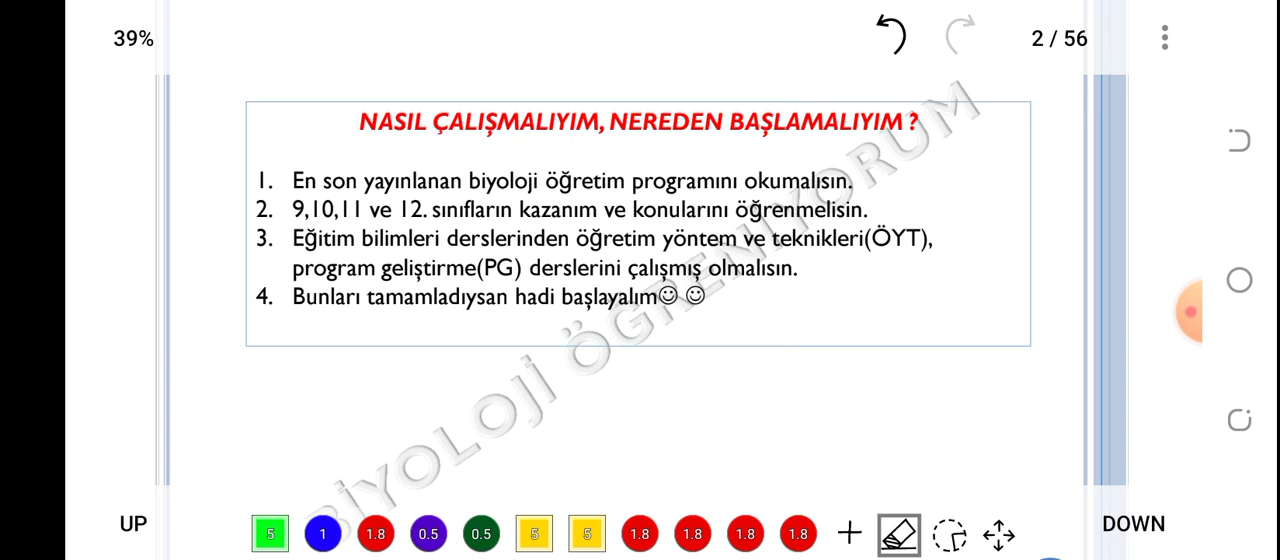 39%
2 / 56
NASIL ÇALIŞMALIYIM, NEREDEN BAŞLAMALIYIM ?
1. En son yayınlanan biyoloji öğretim programını okumalısın.
2. 9,10,11 ve 12. sınıfların kazanım ve konularını öğrenmelisin.
3. Eğitim bilimleri derslerinden öğretim yöntem ve teknikleri(ÖYT),
program geliştirme(PG) derslerini çalışmış olmalısın.
4. Bunları tamamladıysan hadi başlayalım☺ ☺
BİYOLOJİ ÖĞRENİYORUM
UP
5 1 1.8 0.5 0.5 5 5 1.8 1.8 1.8 1.8
DOWN